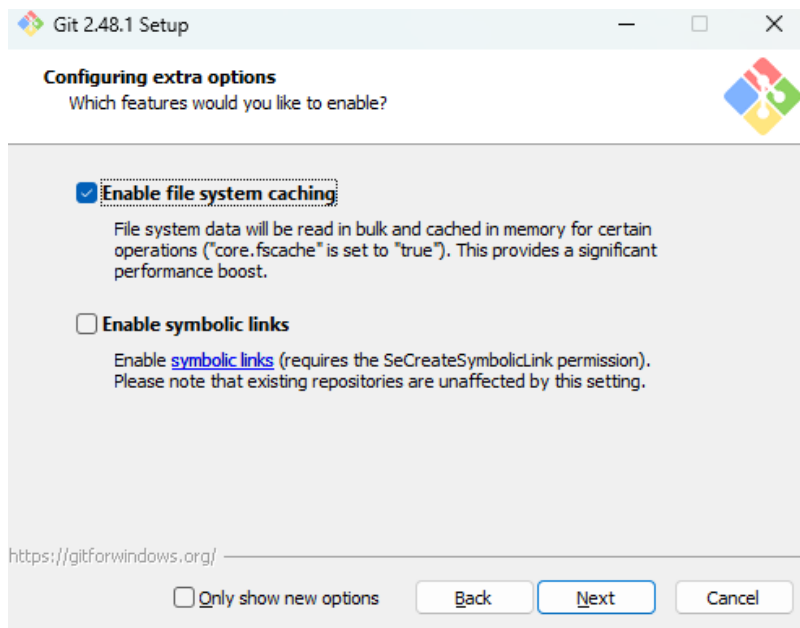 Git 2.48.1 Setup
Configuring extra options
Which features would you like to enable?
Enable file system caching
File system data will be read in bulk and cached in memory for certain
operations ("core.fscache" is set to "true"). This provides a significant
performance boost.
Enable symbolic links
Enable symbolic links (requires the SeCreateSymbolicLink permission).
Please note that existing repositories are unaffected by this setting.
https://gitforwindows.org/
Only show new options
Back
Next
Cancel